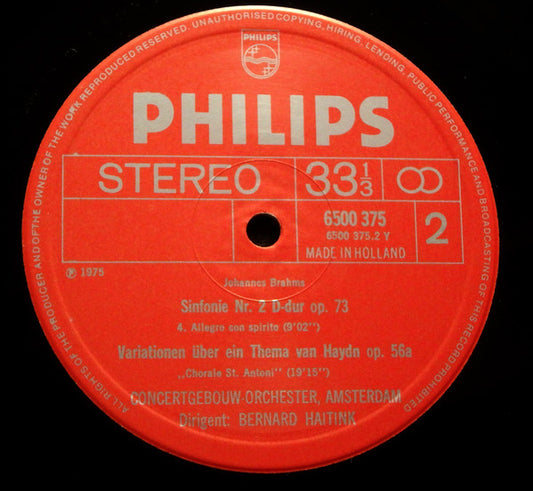 ALL RIGHTS OF THE PRODUCER AND OF THE OWNER OF THE WORK REPRODUCED RESERVED. UNAUTHORISED COPYING, HIRING, LENDING, PUBLIC PERFORMANCE AND BROADCASTING OF THIS RECORD PROHIBITED
PHILIPS
PHILIPS
STEREO 33 1/3
6500 375
6500 375.2 Y
MADE IN HOLLAND
2
℗ 1975
Johannes Brahms
Sinfonie Nr. 2 D-dur op. 73
4. Allegro con spirito (9'02'')
Variationen über ein Thema van Haydn op. 56a
„Chorale St. Antoni'' (19'15'')
CONCERTGEBOUW-ORCHESTER, AMSTERDAM
Dirigent: BERNARD HAITINK